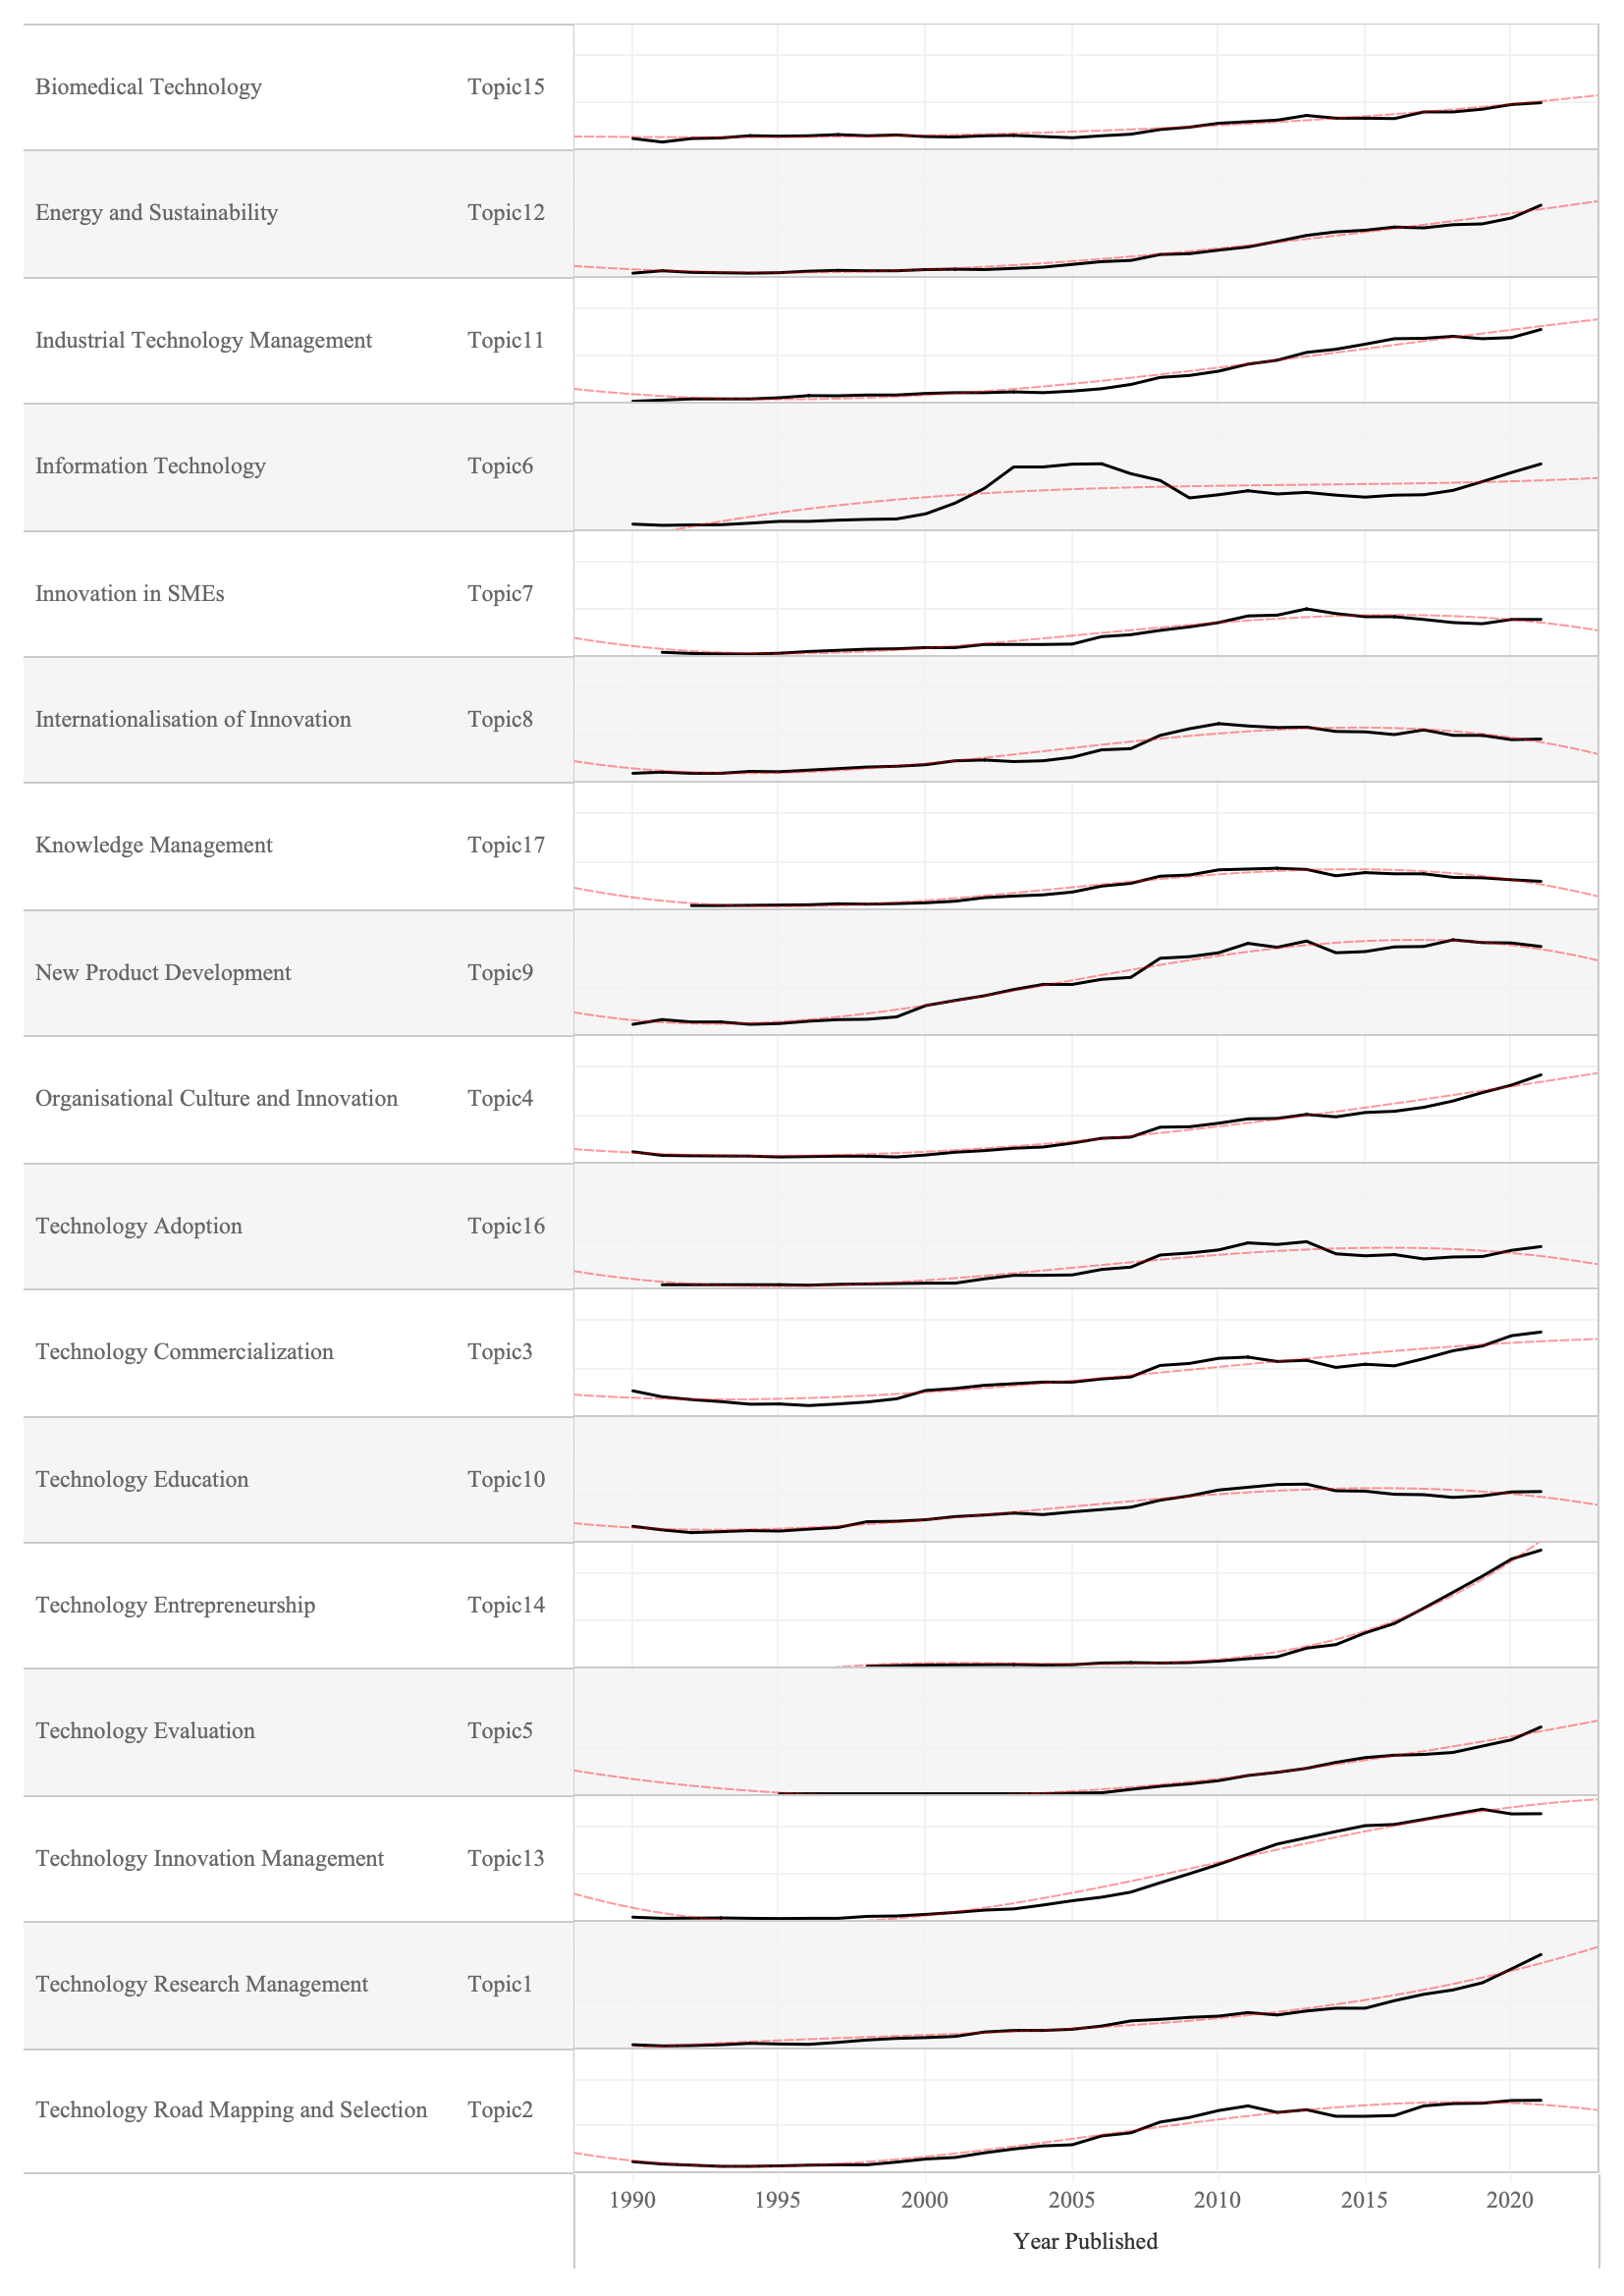 Biomedical Technology Topic15
Energy and Sustainability Topic12
Industrial Technology Management Topic11
Information Technology Topic6
Innovation in SMEs Topic7
Internationalisation of Innovation Topic8
Knowledge Management Topic17
New Product Development Topic9
Organisational Culture and Innovation Topic4
Technology Adoption Topic16
Technology Commercialization Topic3
Technology Education Topic10
Technology Entrepreneurship Topic14
Technology Evaluation Topic5
Technology Innovation Management Topic13
Technology Research Management Topic1
Technology Road Mapping and Selection Topic2
1990 1995 2000 2005 2010 2015 2020
Year Published